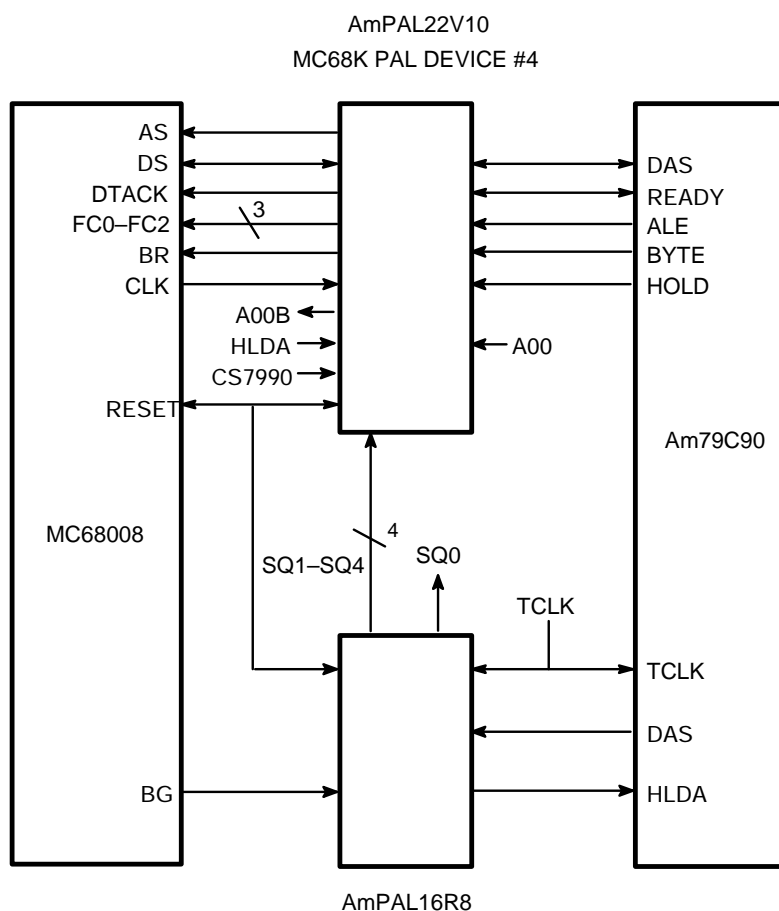 AmPAL22V10
MC68K PAL DEVICE #4
AS
DS
DAS
DTACK
READY
FC0–FC2
3
ALE
BR
BYTE
CLK
HOLD
A00B
HLDA
A00
CS7990
RESET
Am79C90
MC68008
4
SQ1–SQ4
SQ0
TCLK
TCLK
DAS
BG
HLDA
AmPAL16R8